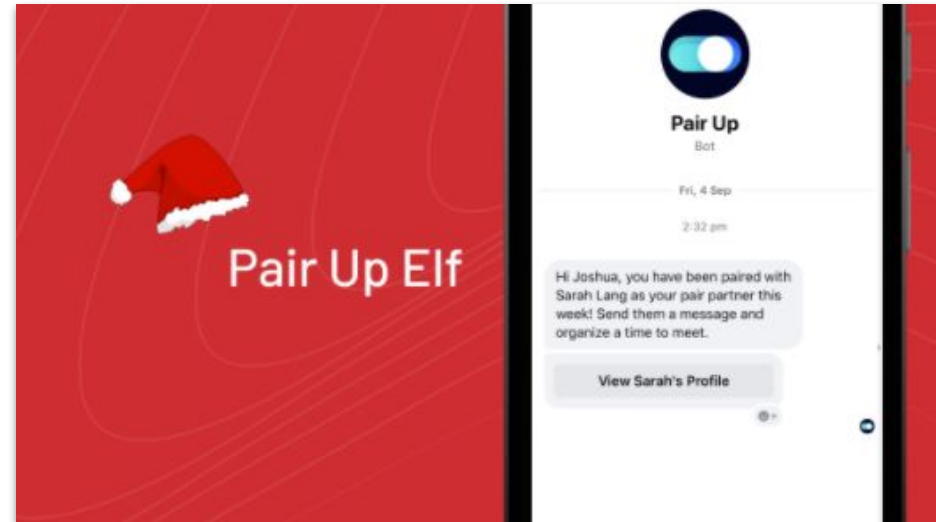 Pair Up Elf
Pair Up
Bot
Fri, 4 Sep
2:32 pm
Hi Joshua, you have been paired with
Sarah Lang as your pair partner this
week! Send them a message and
organize a time to meet.
View Sarah's Profile